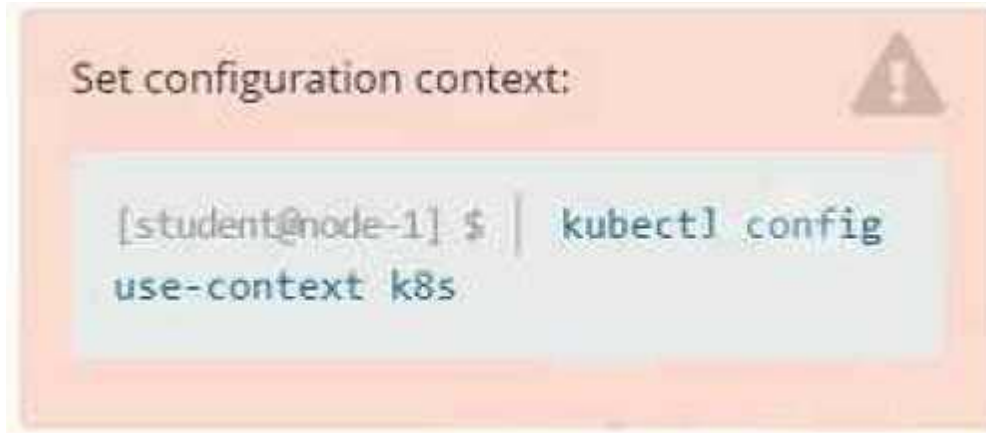 Set configuration context:
[student@node-1] $ | kubectl config
use-context k8s